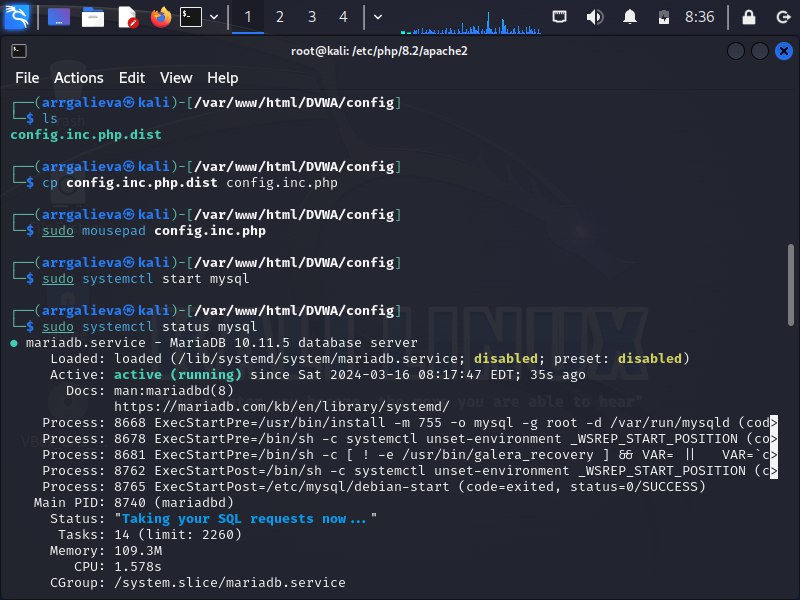 1 2 3 4 8:36
root@kali: /etc/php/8.2/apache2
File Actions Edit View Help
┌──(arrgalieva㉿kali)-[/var/www/html/DVWA/config]
└─$ ls
config.inc.php.dist
┌──(arrgalieva㉿kali)-[/var/www/html/DVWA/config]
└─$ cp config.inc.php.dist config.inc.php
┌──(arrgalieva㉿kali)-[/var/www/html/DVWA/config]
└─$ sudo mousepad config.inc.php
┌──(arrgalieva㉿kali)-[/var/www/html/DVWA/config]
└─$ sudo systemctl start mysql
┌──(arrgalieva㉿kali)-[/var/www/html/DVWA/config]
└─$ sudo systemctl status mysql
● mariadb.service - MariaDB 10.11.5 database server
Loaded: loaded (/lib/systemd/system/mariadb.service; disabled; preset: disabled)
Active: active (running) since Sat 2024-03-16 08:17:47 EDT; 35s ago
Docs: man:mariadbd(8)
https://mariadb.com/kb/en/library/systemd/
Process: 8668 ExecStartPre=/usr/bin/install -m 755 -o mysql -g root -d /var/run/mysqld (cod>
Process: 8678 ExecStartPre=/bin/sh -c systemctl unset-environment _WSREP_START_POSITION (co>
Process: 8681 ExecStartPre=/bin/sh -c [ ! -e /usr/bin/galera_recovery ] && VAR= || VAR=`c>
Process: 8762 ExecStartPost=/bin/sh -c systemctl unset-environment _WSREP_START_POSITION (c>
Process: 8765 ExecStartPost=/etc/mysql/debian-start (code=exited, status=0/SUCCESS)
Main PID: 8740 (mariadbd)
Status: "Taking your SQL requests now..."
Tasks: 14 (limit: 2260)
Memory: 109.3M
CPU: 1.578s
CGroup: /system.slice/mariadb.service